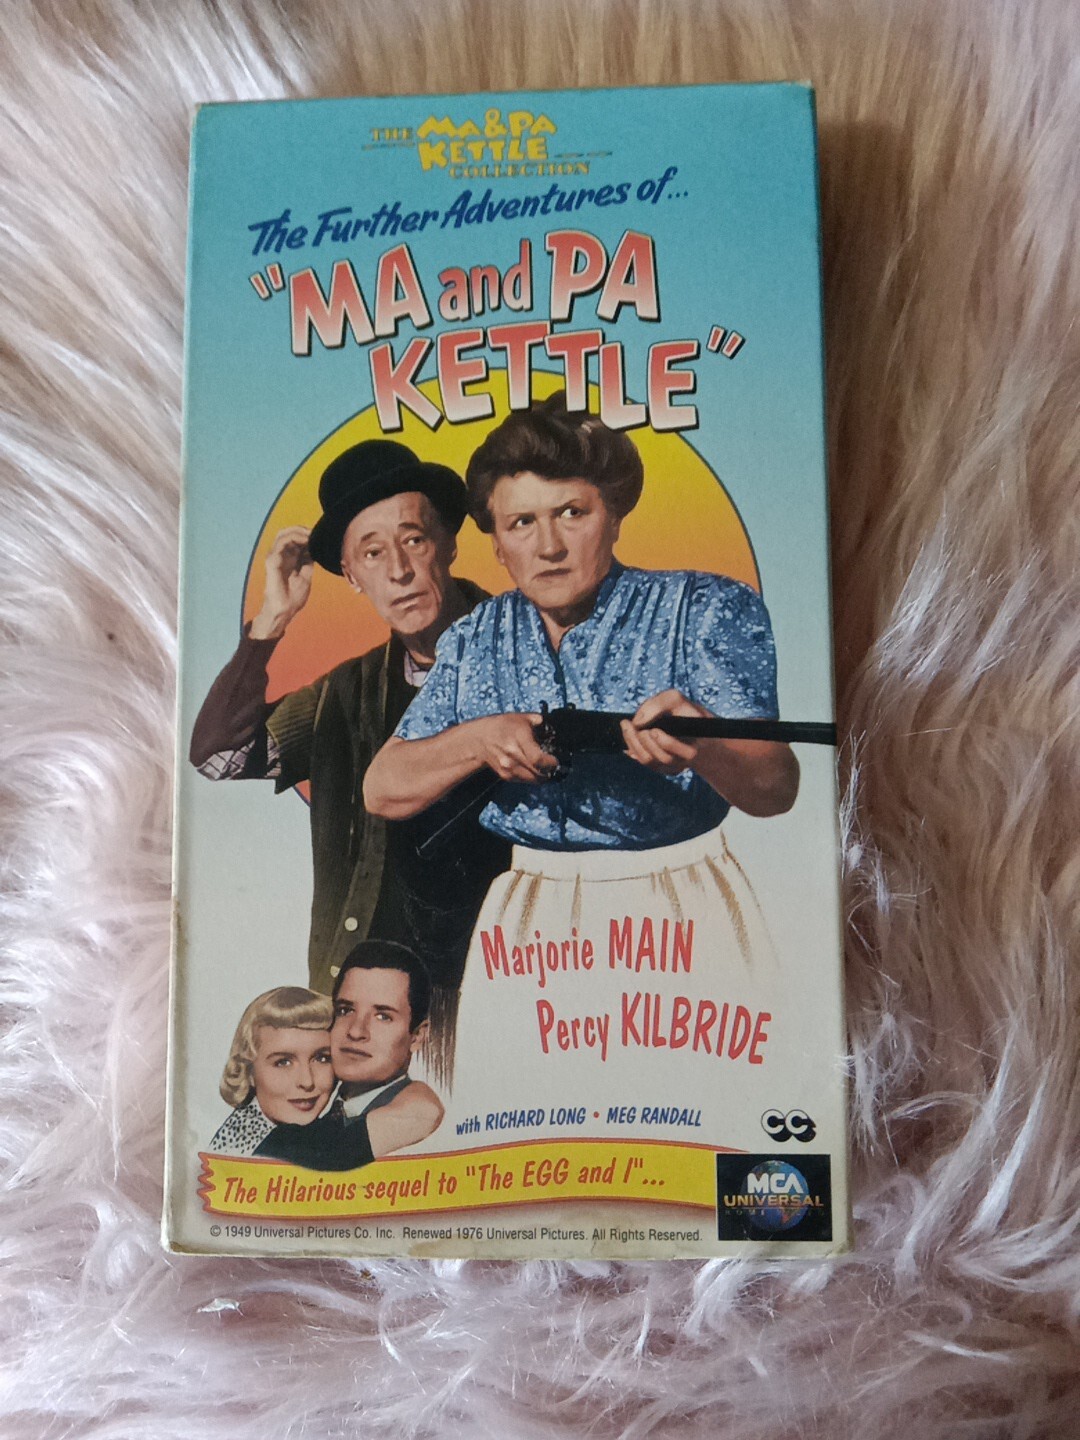 THE MA & PA
KETTLE
COLLECTION
The Further Adventures of...
"MA and PA
KETTLE"
Marjorie MAIN
Percy KILBRIDE
with RICHARD LONG • MEG RANDALL
CC
The Hilarious sequel to "The EGG and I"...
MCA
UNIVERSAL
HOME VIDEO
© 1949 Universal Pictures Co. Inc. Renewed 1976 Universal Pictures. All Rights Reserved.